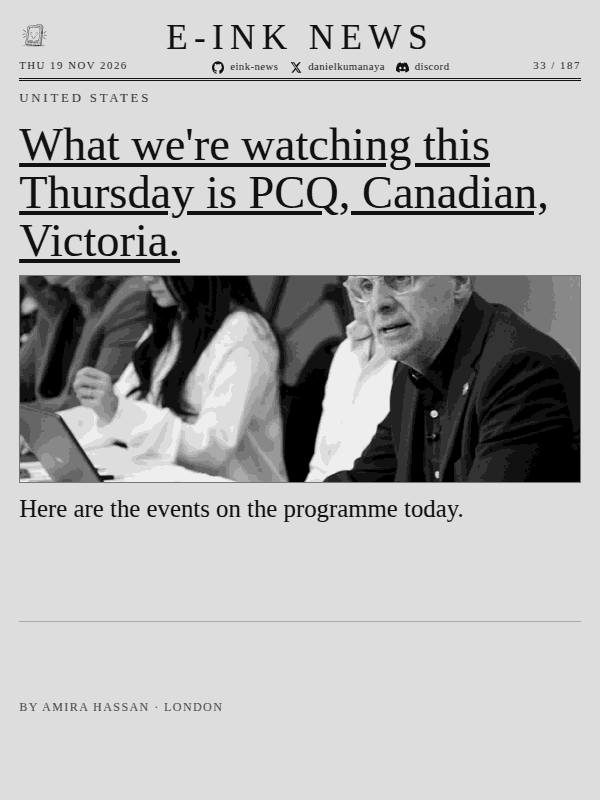 E-INK NEWS
THU 19 NOV 2026
eink-news danielkumanaya discord
33 / 187
UNITED STATES
What we're watching this
Thursday is PCQ, Canadian,
Victoria.
Here are the events on the programme today.
BY AMIRA HASSAN · LONDON